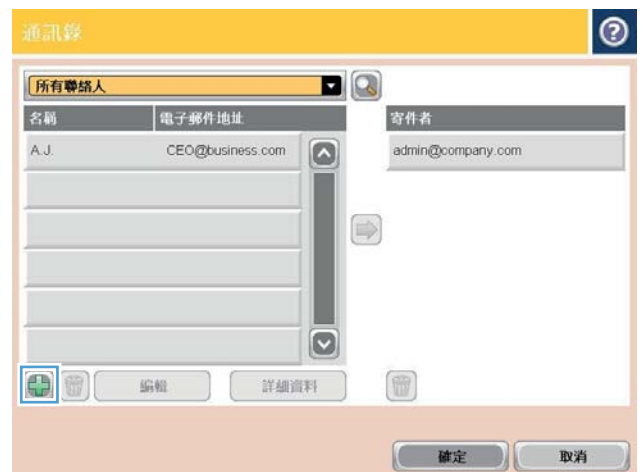 通訊錄
所有聯絡人
名稱 電子郵件地址
寄件者
A.J. CEO@business.com
admin@company.com
編輯 詳細資料
確定 取消